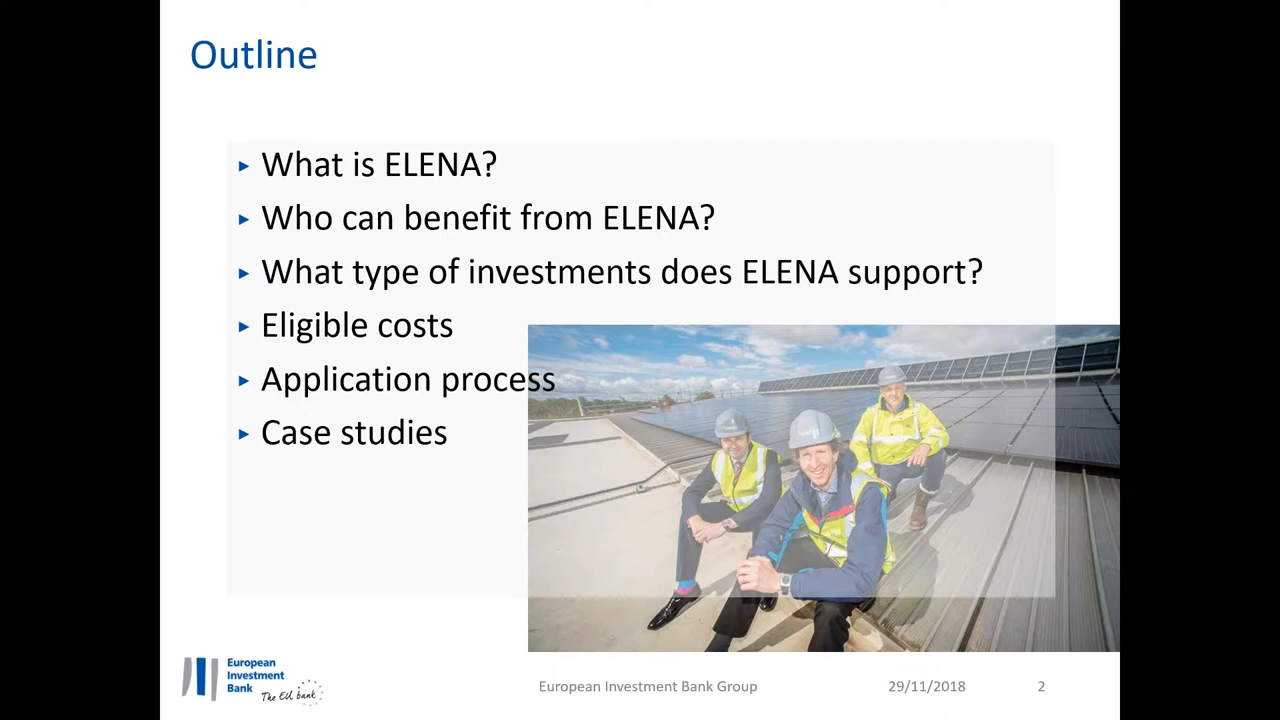 Outline
What is ELENA?
Who can benefit from ELENA?
What type of investments does ELENA support?
Eligible costs
Application process
Case studies
European
Investment
Bank
The EU bank
European Investment Bank Group
29/11/2018
2